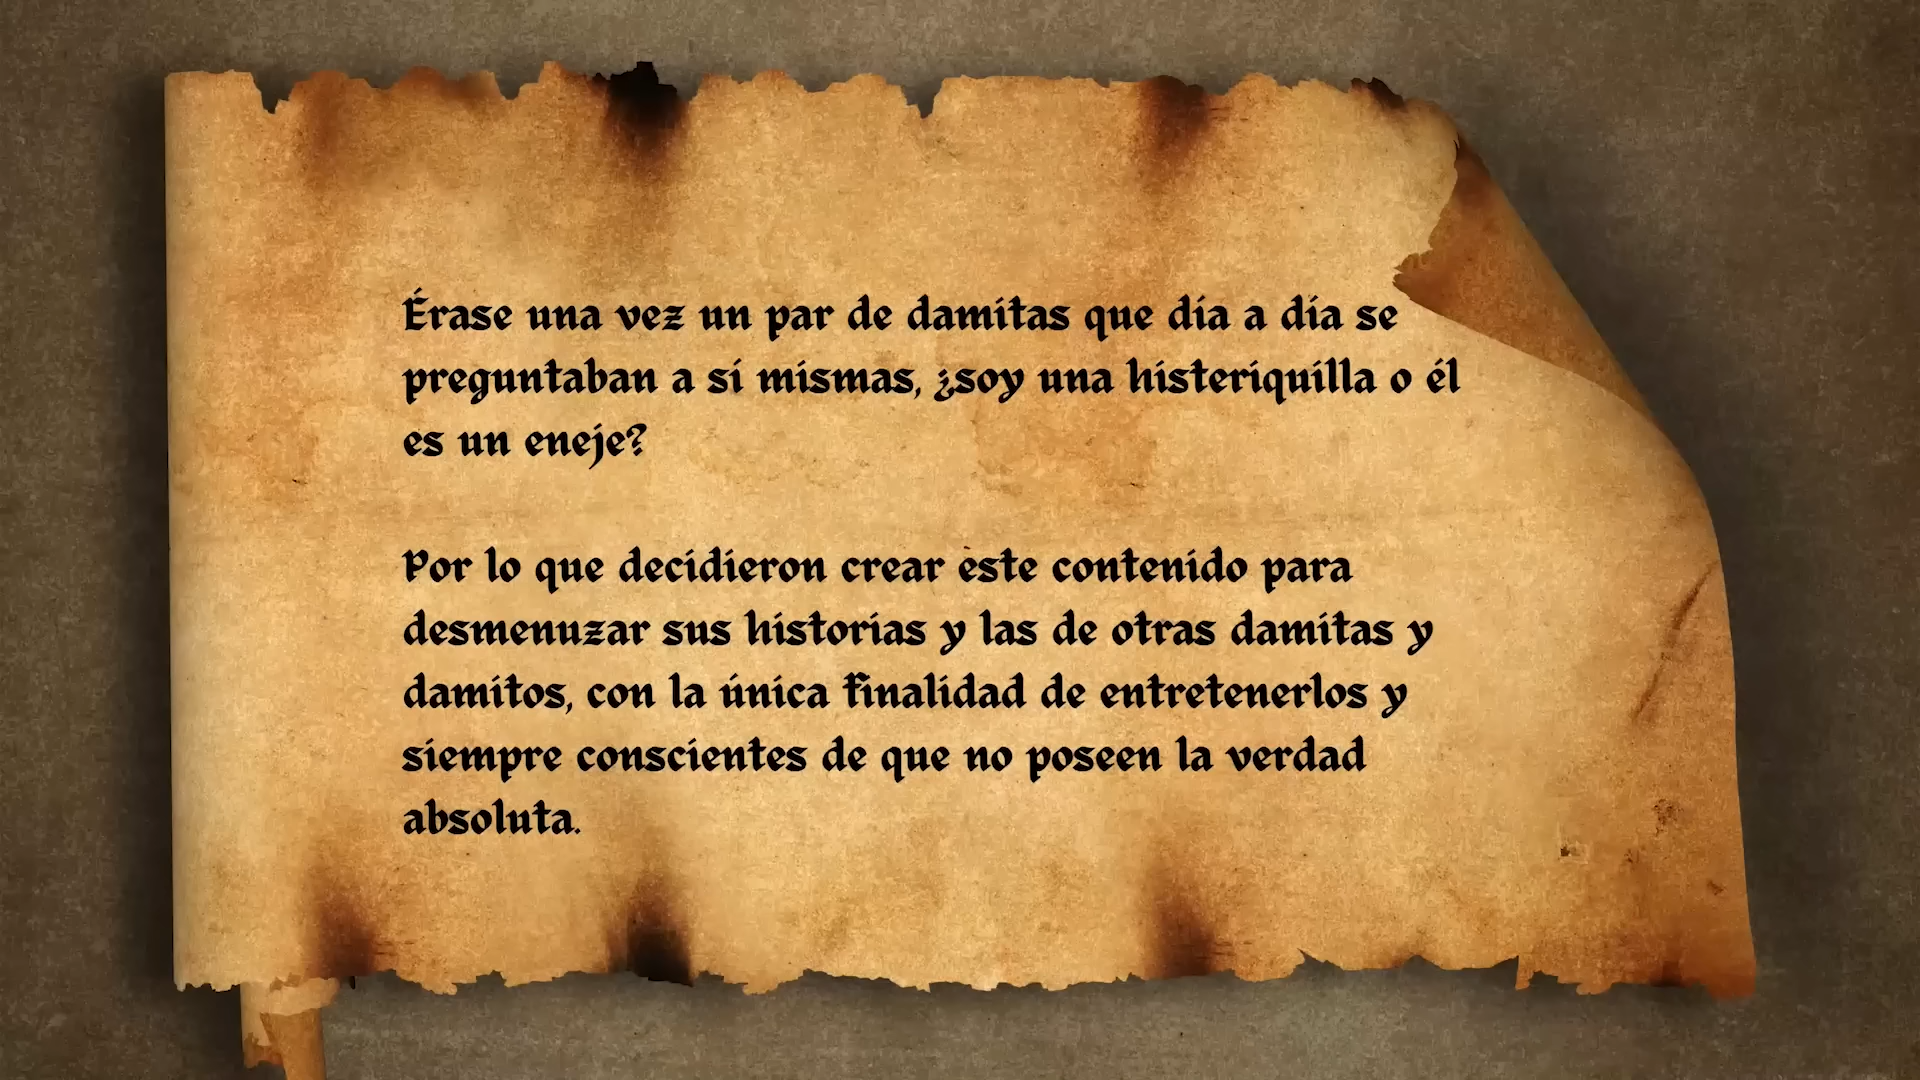 Érase una vez un par de damitas que día a día se
preguntaban a sí mismas, ¿soy una histeriquilla o él
es un eneje?
Por lo que decidieron crear èste contenido para
desmenuzar sus historias y las de otras damitas y
damitos, con la única finalidad de entretenerlos y
siempre conscientes de que no poseen la verdad
absoluta.